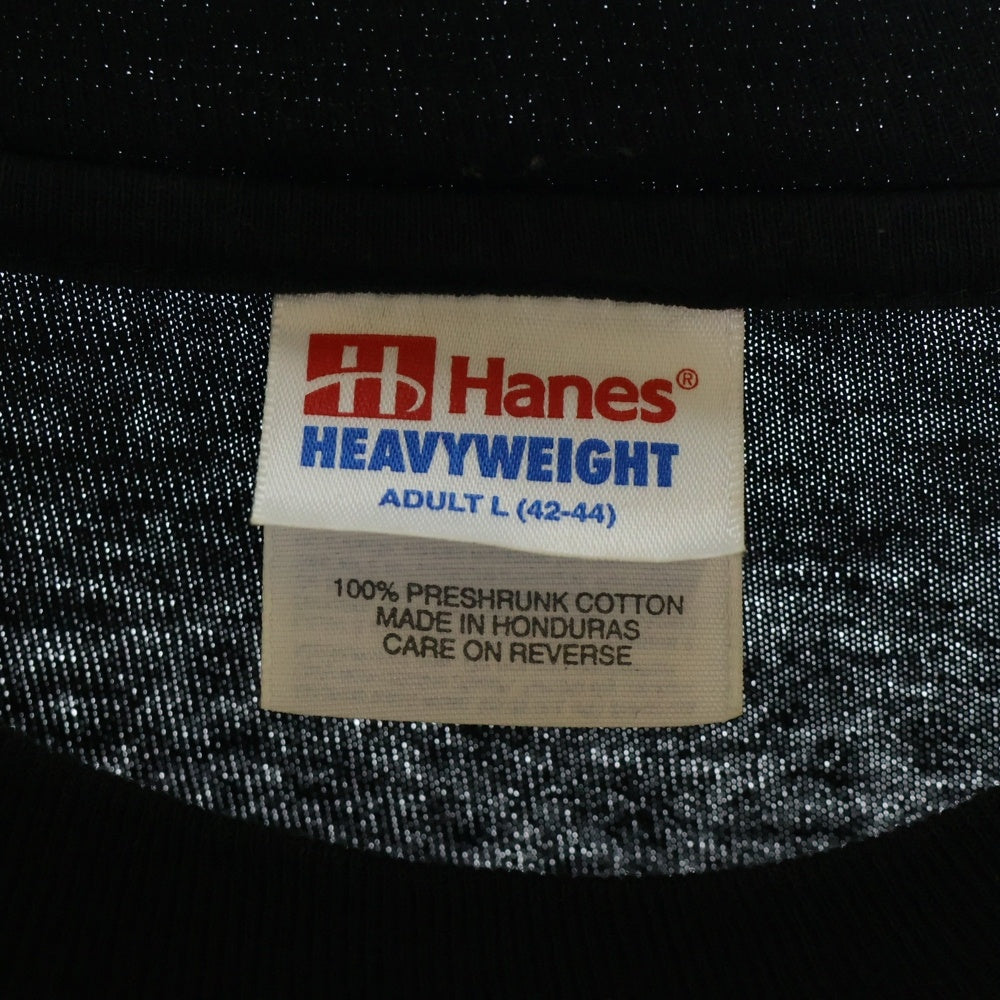 H Hanes®
HEAVYWEIGHT
ADULT L (42-44)
100% PRESHRUNK COTTON
MADE IN HONDURAS
CARE ON REVERSE